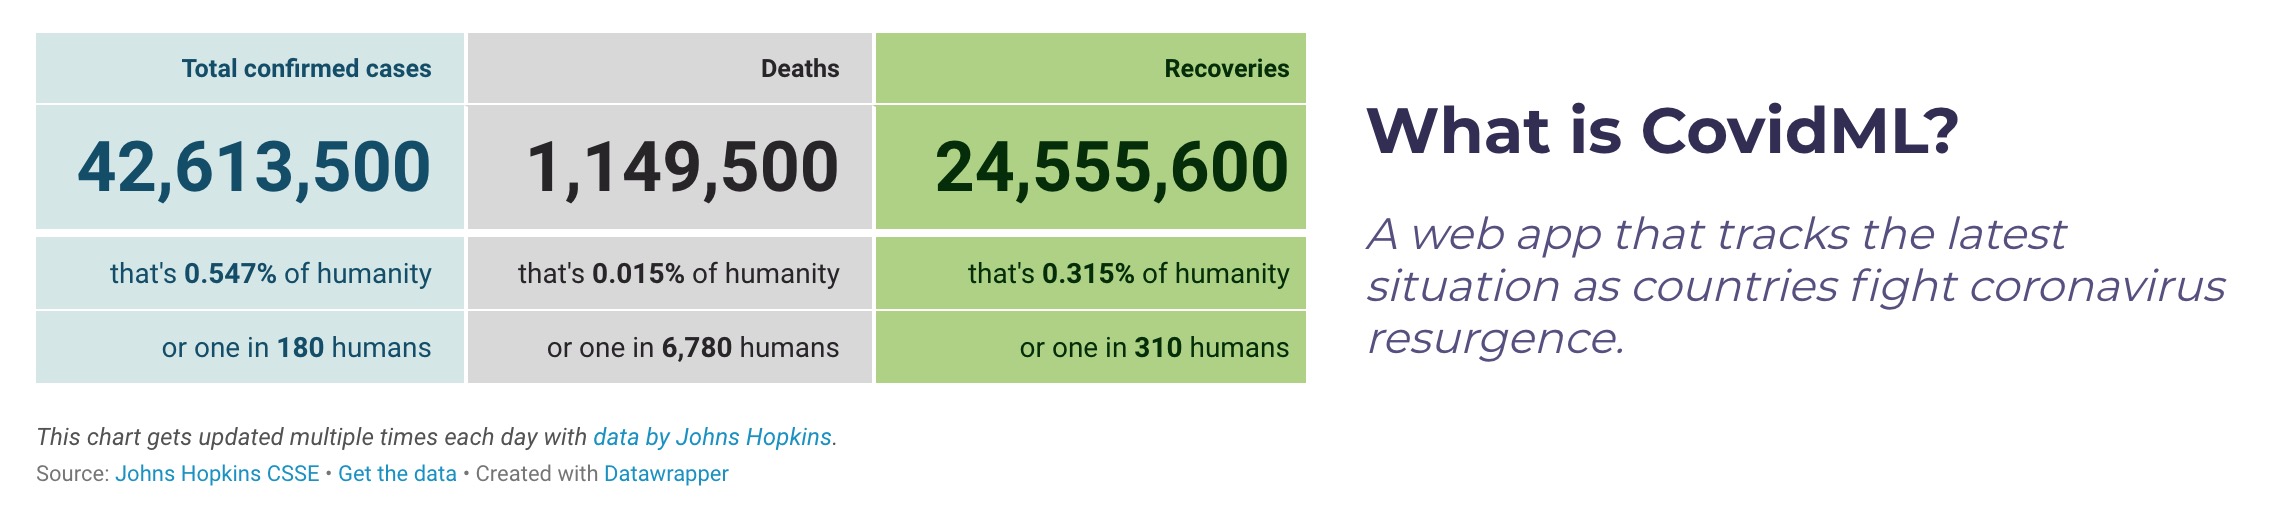 Total confirmed cases
Deaths
Recoveries
42,613,500
1,149,500
24,555,600
that's 0.547% of humanity
that's 0.015% of humanity
that's 0.315% of humanity
or one in 180 humans
or one in 6,780 humans
or one in 310 humans
This chart gets updated multiple times each day with data by Johns Hopkins.
Source: Johns Hopkins CSSE • Get the data • Created with Datawrapper
What is CovidML?
A web app that tracks the latest
situation as countries fight coronavirus
resurgence.